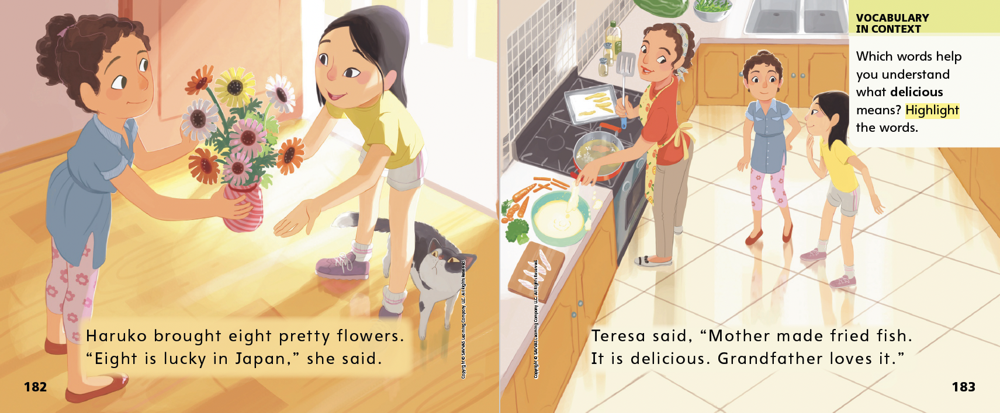 Haruko brought eight pretty flowers.
“Eight is lucky in Japan,” she said.
Copyright © SAVVAS Learning Company LLC. All Rights Reserved.
182
VOCABULARY
IN CONTEXT
Which words help
you understand
what delicious
means? Highlight
the words.
Copyright © SAVVAS Learning Company LLC. All Rights Reserved.
Teresa said, “Mother made fried fish.
It is delicious. Grandfather loves it.”
183